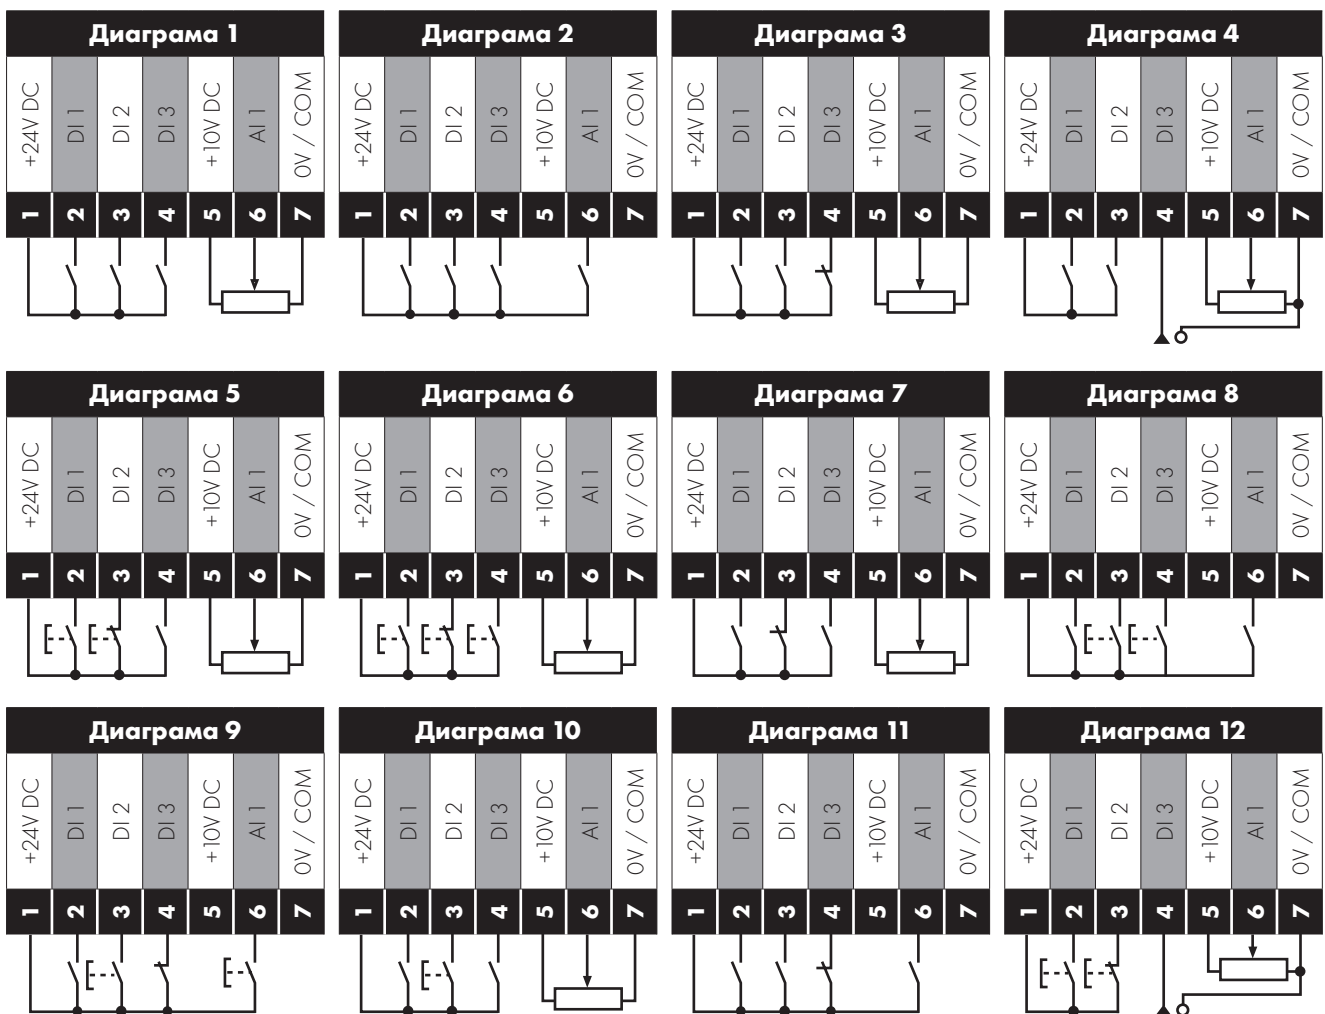 Диаграма 1
+24V DC
DI 1
DI 2
DI 3
+10V DC
AI 1
0V / COM
1 2 3 4 5 6 7
Диаграма 2
+24V DC
DI 1
DI 2
DI 3
+10V DC
AI 1
0V / COM
1 2 3 4 5 6 7
Диаграма 3
+24V DC
DI 1
DI 2
DI 3
+10V DC
AI 1
0V / COM
1 2 3 4 5 6 7
Диаграма 4
+24V DC
DI 1
DI 2
DI 3
+10V DC
AI 1
0V / COM
1 2 3 4 5 6 7
Диаграма 5
+24V DC
DI 1
DI 2
DI 3
+10V DC
AI 1
0V / COM
1 2 3 4 5 6 7
Диаграма 6
+24V DC
DI 1
DI 2
DI 3
+10V DC
AI 1
0V / COM
1 2 3 4 5 6 7
Диаграма 7
+24V DC
DI 1
DI 2
DI 3
+10V DC
AI 1
0V / COM
1 2 3 4 5 6 7
Диаграма 8
+24V DC
DI 1
DI 2
DI 3
+10V DC
AI 1
0V / COM
1 2 3 4 5 6 7
Диаграма 9
+24V DC
DI 1
DI 2
DI 3
+10V DC
AI 1
0V / COM
1 2 3 4 5 6 7
Диаграма 10
+24V DC
DI 1
DI 2
DI 3
+10V DC
AI 1
0V / COM
1 2 3 4 5 6 7
Диаграма 11
+24V DC
DI 1
DI 2
DI 3
+10V DC
AI 1
0V / COM
1 2 3 4 5 6 7
Диаграма 12
+24V DC
DI 1
DI 2
DI 3
+10V DC
AI 1
0V / COM
1 2 3 4 5 6 7